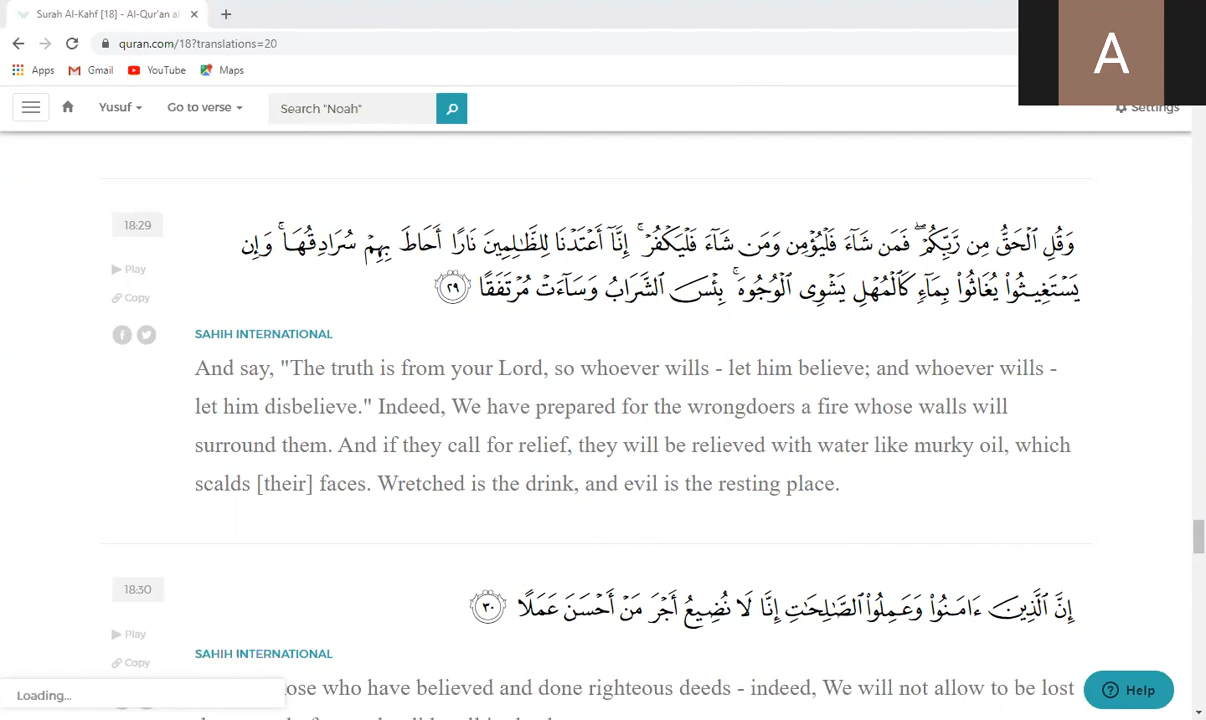 Surah Al-Kahf [18] - Al-Qur'an al
quran.com/18?translations=20
Apps Gmail YouTube Maps
A
Yusuf Go to verse Search "Noah" Settings
18:29
وَقُلِ ٱلْحَقُّ مِن رَّبِّكُمْ ۖ فَمَن شَآءَ فَلْيُؤْمِن وَمَن شَآءَ فَلْيَكْفُرْ ۚ إِنَّآ أَعْتَدْنَا لِلظَّـٰلِمِينَ نَارًا أَحَاطَ بِهِمْ سُرَادِقُهَا ۚ وَإِن
يَسْتَغِيثُوا۟ يُغَاثُوا۟ بِمَآءٍ كَٱلْمُهْلِ يَشْوِى ٱلْوُجُوهَ ۚ بِئْسَ ٱلشَّرَابُ وَسَآءَتْ مُرْتَفَقًا ٢٩
Play
Copy
SAHIH INTERNATIONAL
And say, "The truth is from your Lord, so whoever wills - let him believe; and whoever wills -
let him disbelieve." Indeed, We have prepared for the wrongdoers a fire whose walls will
surround them. And if they call for relief, they will be relieved with water like murky oil, which
scalds [their] faces. Wretched is the drink, and evil is the resting place.
18:30
إِنَّ ٱلَّذِينَ ءَامَنُوا۟ وَعَمِلُوا۟ ٱلصَّـٰلِحَـٰتِ إِنَّا لَا نُضِيعُ أَجْرَ مَنْ أَحْسَنَ عَمَلًا ٣٠
Play
Copy
SAHIH INTERNATIONAL
who have believed and done righteous deeds - indeed, We will not allow to be lost
Loading...
Help